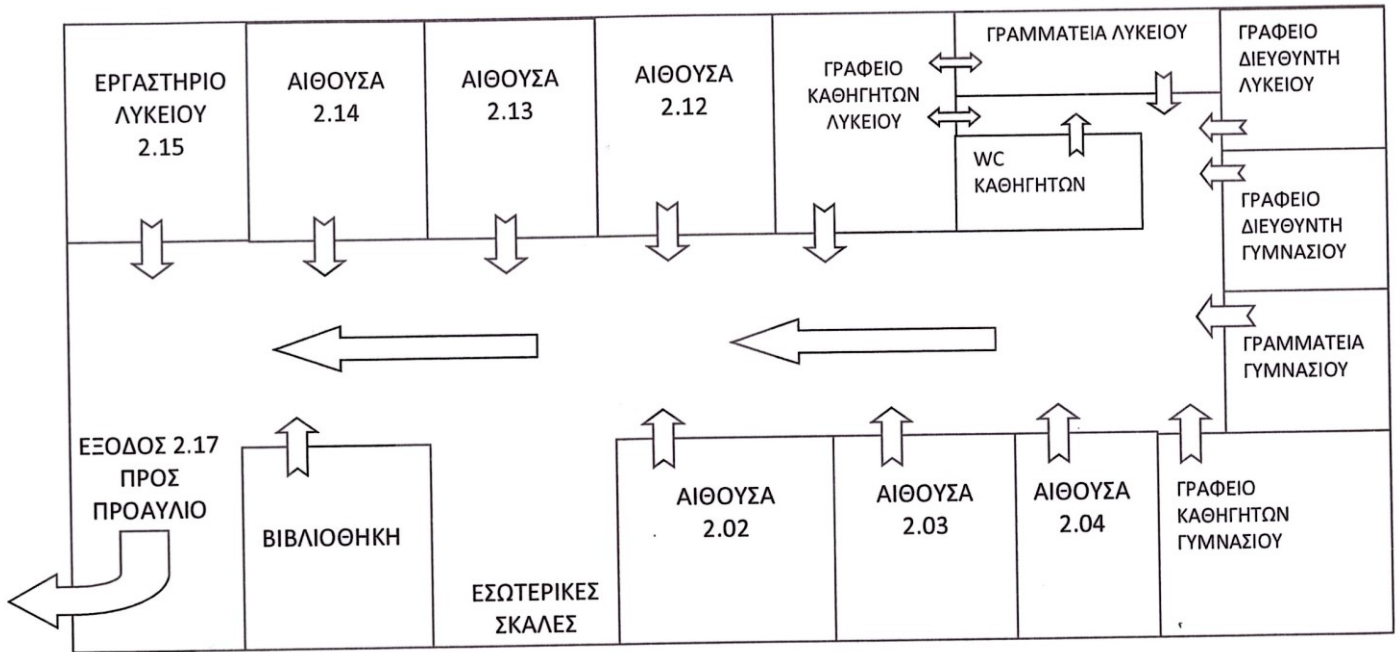 ΕΡΓΑΣΤΗΡΙΟ
ΛΥΚΕΙΟΥ
2.15
ΑΙΘΟΥΣΑ
2.14
ΑΙΘΟΥΣΑ
2.13
ΑΙΘΟΥΣΑ
2.12
ΓΡΑΦΕΙΟ
ΚΑΘΗΓΗΤΩΝ
ΛΥΚΕΙΟΥ
ΓΡΑΜΜΑΤΕΙΑ ΛΥΚΕΙΟΥ
WC
ΚΑΘΗΓΗΤΩΝ
ΓΡΑΦΕΙΟ
ΔΙΕΥΘΥΝΤΗ
ΛΥΚΕΙΟΥ
ΓΡΑΦΕΙΟ
ΔΙΕΥΘΥΝΤΗ
ΓΥΜΝΑΣΙΟΥ
ΓΡΑΜΜΑΤΕΙΑ
ΓΥΜΝΑΣΙΟΥ
ΕΞΟΔΟΣ 2.17
ΠΡΟΣ
ΠΡΟΑΥΛΙΟ
ΒΙΒΛΙΟΘΗΚΗ
ΕΣΩΤΕΡΙΚΕΣ
ΣΚΑΛΕΣ
ΑΙΘΟΥΣΑ
2.02
ΑΙΘΟΥΣΑ
2.03
ΑΙΘΟΥΣΑ
2.04
ΓΡΑΦΕΙΟ
ΚΑΘΗΓΗΤΩΝ
ΓΥΜΝΑΣΙΟΥ